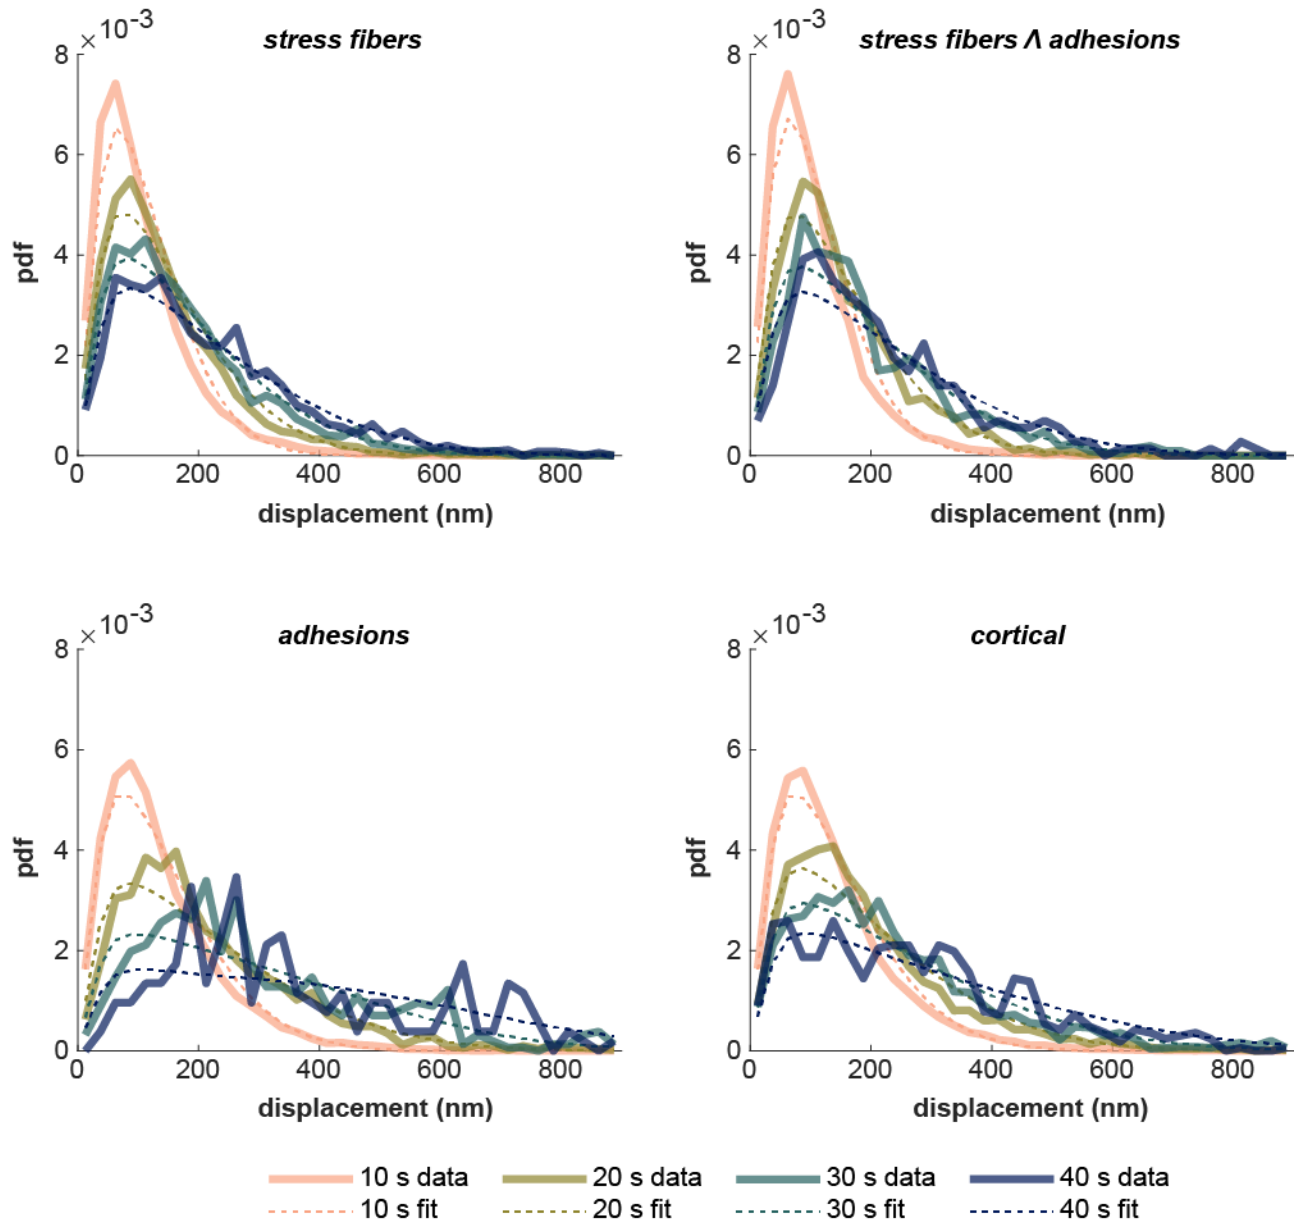 × 10⁻³
stress fibers
8
6
4
2
0
pdf
0 200 400 600 800
displacement (nm)
× 10⁻³
stress fibers Λ adhesions
8
6
4
2
0
pdf
0 200 400 600 800
displacement (nm)
× 10⁻³
adhesions
8
6
4
2
0
pdf
0 200 400 600 800
displacement (nm)
× 10⁻³
cortical
8
6
4
2
0
pdf
0 200 400 600 800
displacement (nm)
10 s data 20 s data 30 s data 40 s data
10 s fit 20 s fit 30 s fit 40 s fit